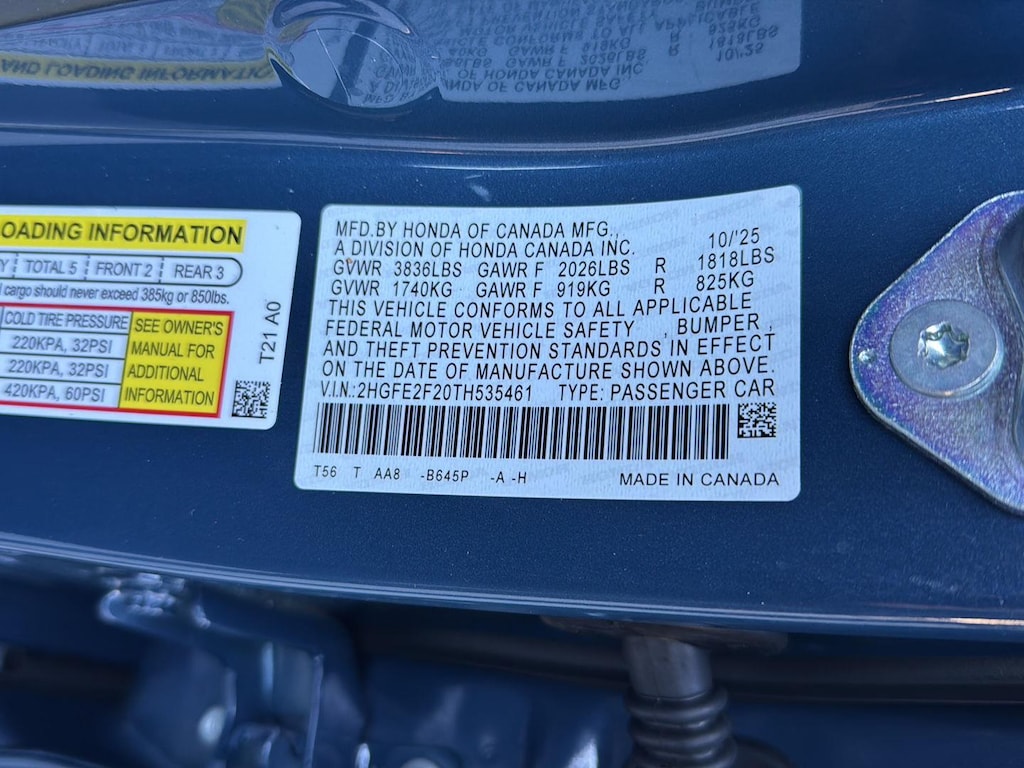 LOADING INFORMATION
TOTAL 5 FRONT 2 REAR 3
cargo should never exceed 385kg or 850lbs.
COLD TIRE PRESSURE
220KPA, 32PSI
220KPA, 32PSI
420KPA, 60PSI
SEE OWNER'S
MANUAL FOR
ADDITIONAL
INFORMATION
T21 A0
MFD.BY HONDA OF CANADA MFG.,
A DIVISION OF HONDA CANADA INC. 10/'25
GVWR 3836LBS GAWR F 2026LBS R 1818LBS
GVWR 1740KG GAWR F 919KG R 825KG
THIS VEHICLE CONFORMS TO ALL APPLICABLE
FEDERAL MOTOR VEHICLE SAFETY , BUMPER ,
AND THEFT PREVENTION STANDARDS IN EFFECT
ON THE DATE OF MANUFACTURE SHOWN ABOVE.
V.I.N.:2HGFE2F20TH535461 TYPE: PASSENGER CAR
T56 T AA8 -B645P -A -H MADE IN CANADA